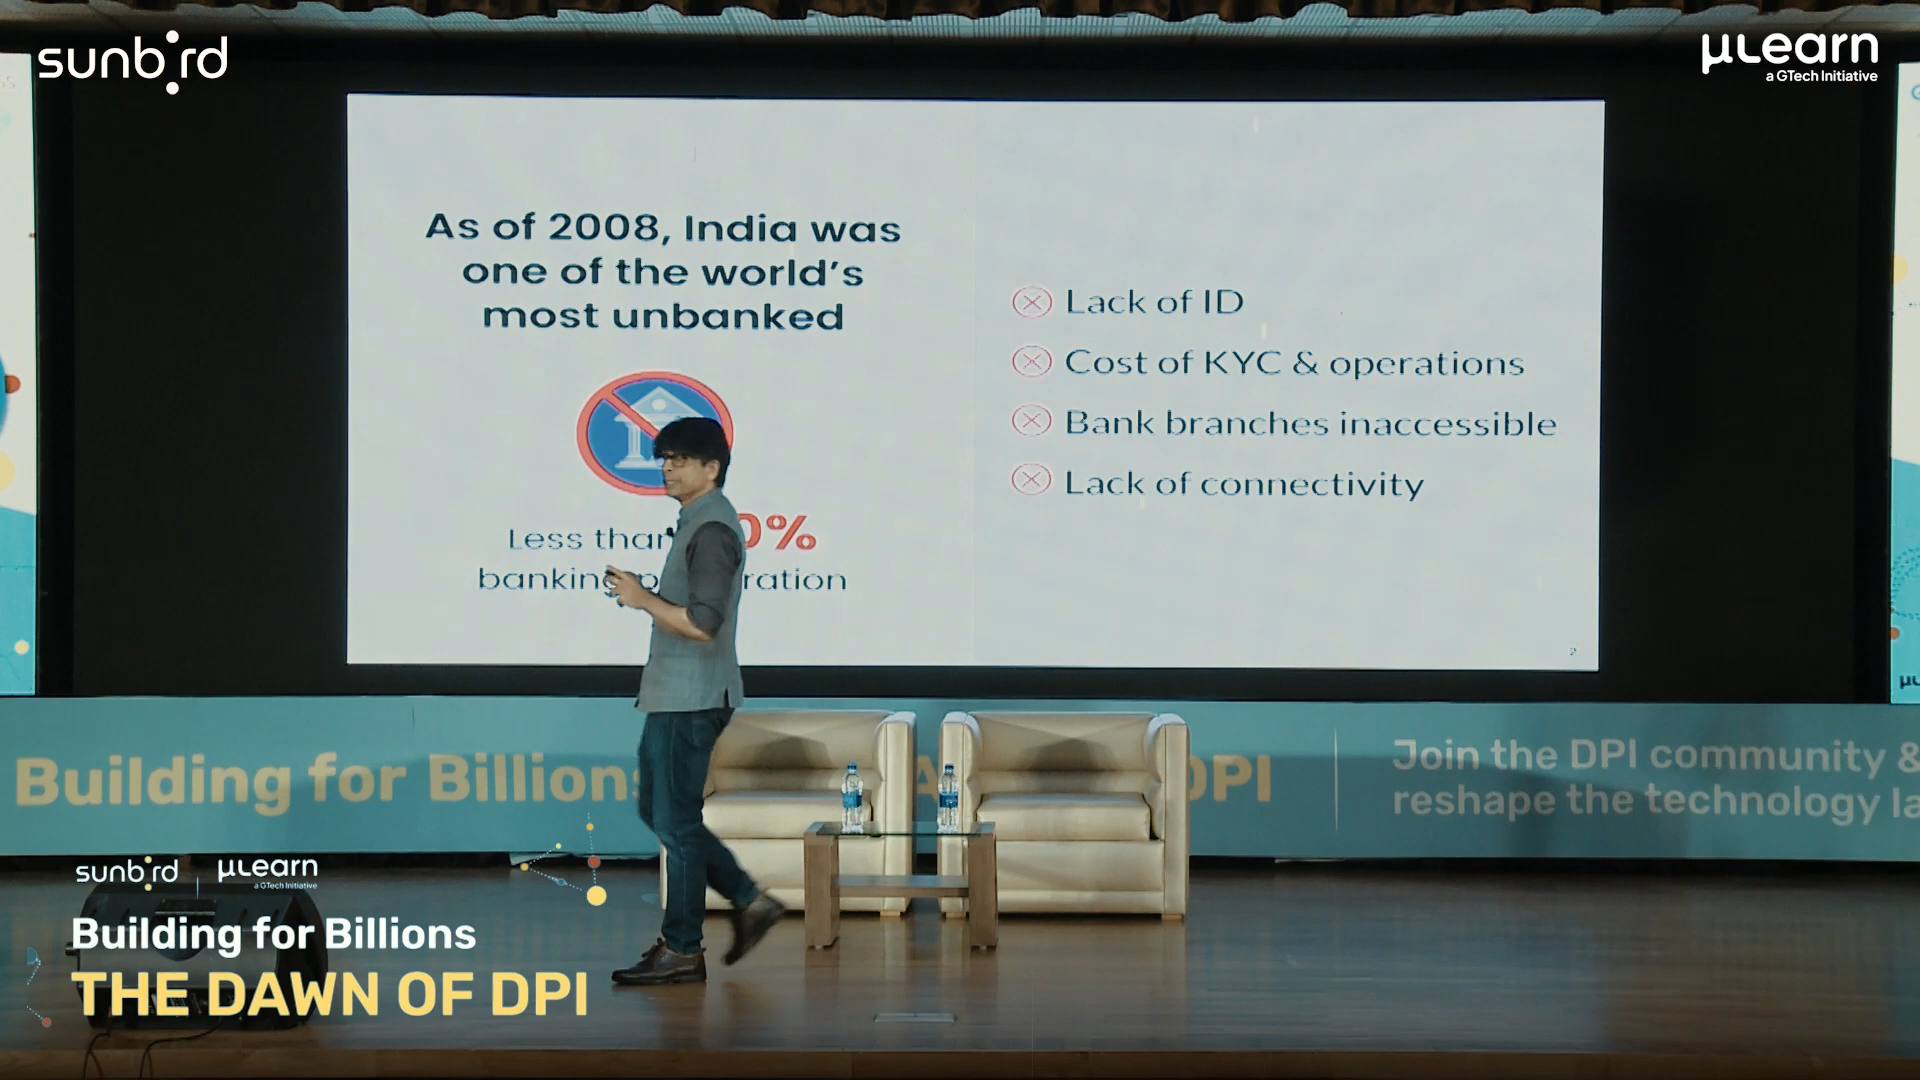 sunbird
µLearn
a GTech Initiative
As of 2008, India was
one of the world's
most unbanked
Less than
banking
Lack of ID
Cost of KYC & operations
Bank branches inaccessible
Lack of connectivity
Building for Billions
DPI
Join the DPI community &
reshape the technology
sunbird
µLearn
a GTech Initiative
Building for Billions
THE DAWN OF DPI